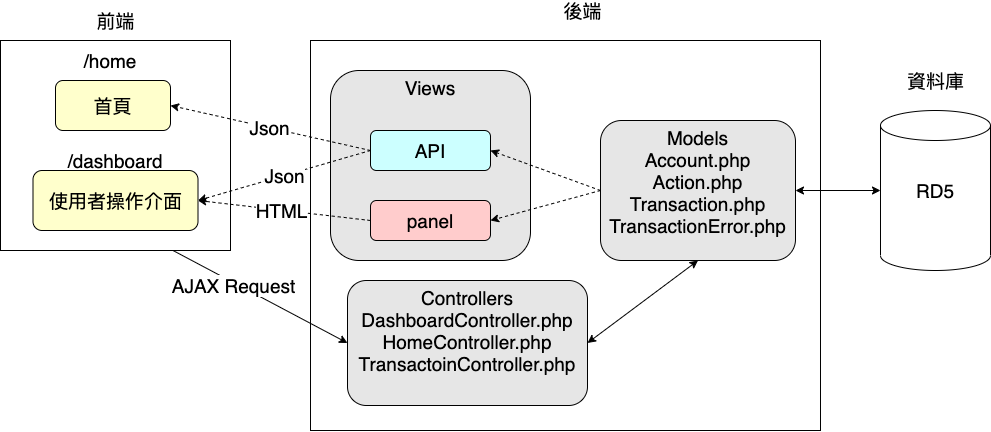 前端
/home
首頁
/dashboard
使用者操作介面
Json
Json
HTML
AJAX Request
後端
Views
API
panel
Models
Account.php
Action.php
Transaction.php
TransactionError.php
Controllers
DashboardController.php
HomeController.php
TransactoinController.php
資料庫
RD5